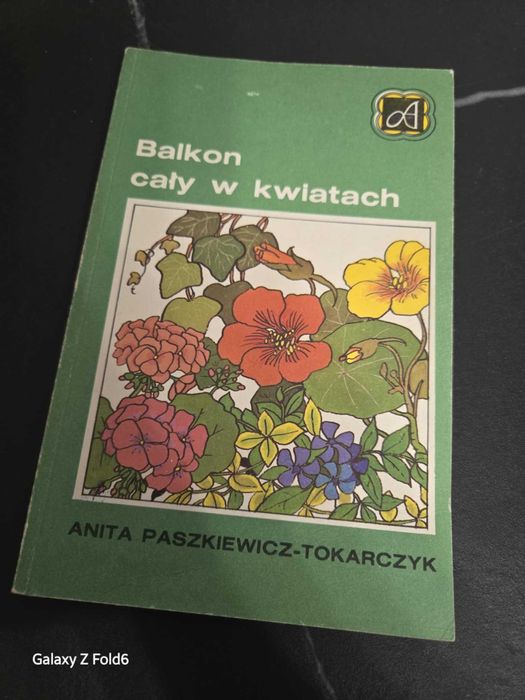 Balkon
cały w kwiatach
ANITA PASZKIEWICZ-TOKARCZYK
Galaxy Z Fold6